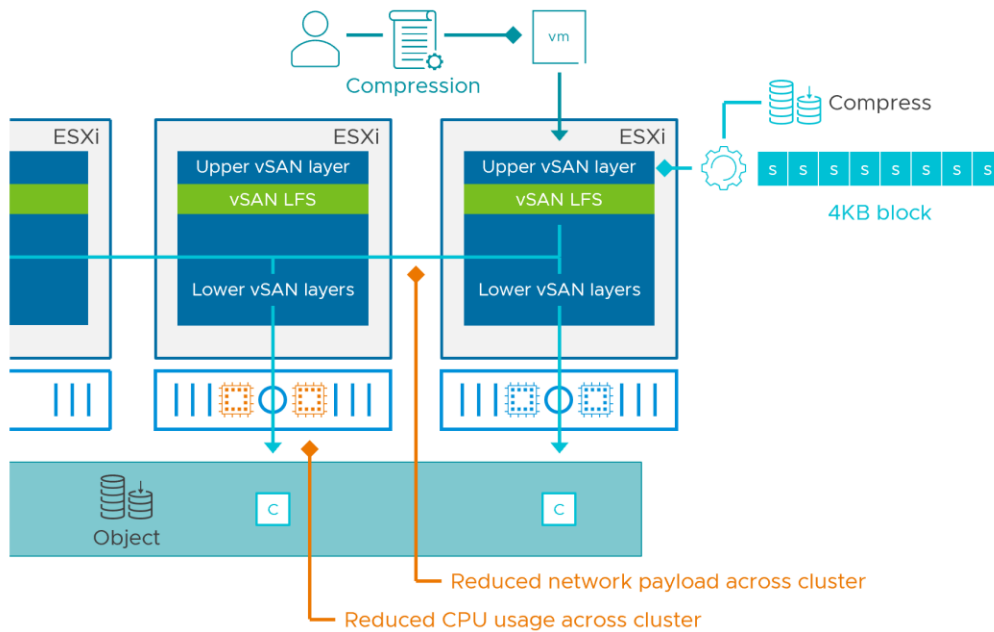 vm
Compression
Compress
ESXi
ESXi
ESXi
Upper vSAN layer
Upper vSAN layer
s s s s s s s s
vSAN LFS
vSAN LFS
4KB block
Lower vSAN layers
Lower vSAN layers
C
C
Object
Reduced network payload across cluster
Reduced CPU usage across cluster